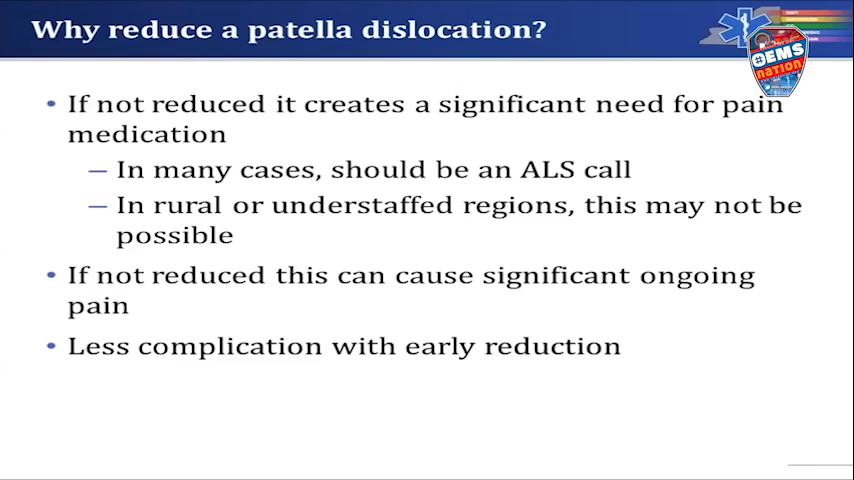 Why reduce a patella dislocation?
OEMS
nation
• If not reduced it creates a significant need for pain
medication
– In many cases, should be an ALS call
– In rural or understaffed regions, this may not be
possible
• If not reduced this can cause significant ongoing
pain
• Less complication with early reduction